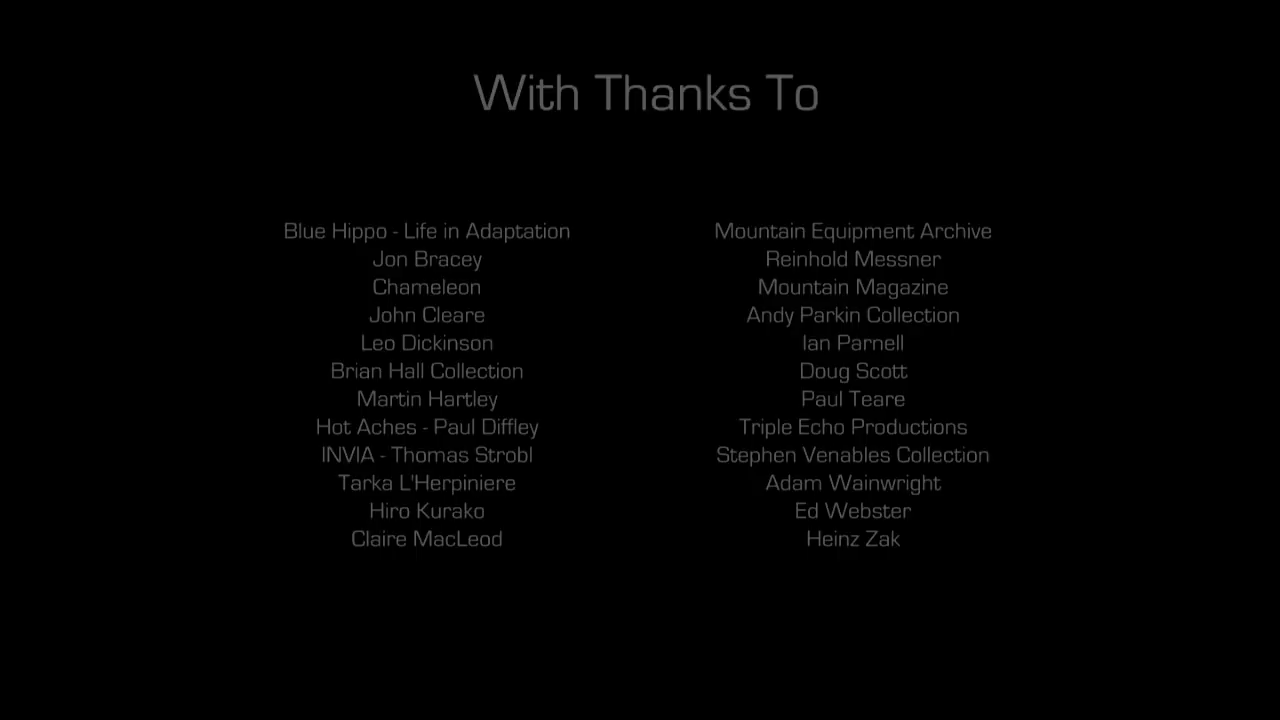 With Thanks To
Blue Hippo - Life in Adaptation
Jon Bracey
Chameleon
John Cleare
Leo Dickinson
Brian Hall Collection
Martin Hartley
Hot Aches - Paul Diffley
INVIA - Thomas Strobl
Tarka L'Herpiniere
Hiro Kurako
Claire MacLeod
Mountain Equipment Archive
Reinhold Messner
Mountain Magazine
Andy Parkin Collection
Ian Parnell
Doug Scott
Paul Teare
Triple Echo Productions
Stephen Venables Collection
Adam Wainwright
Ed Webster
Heinz Zak